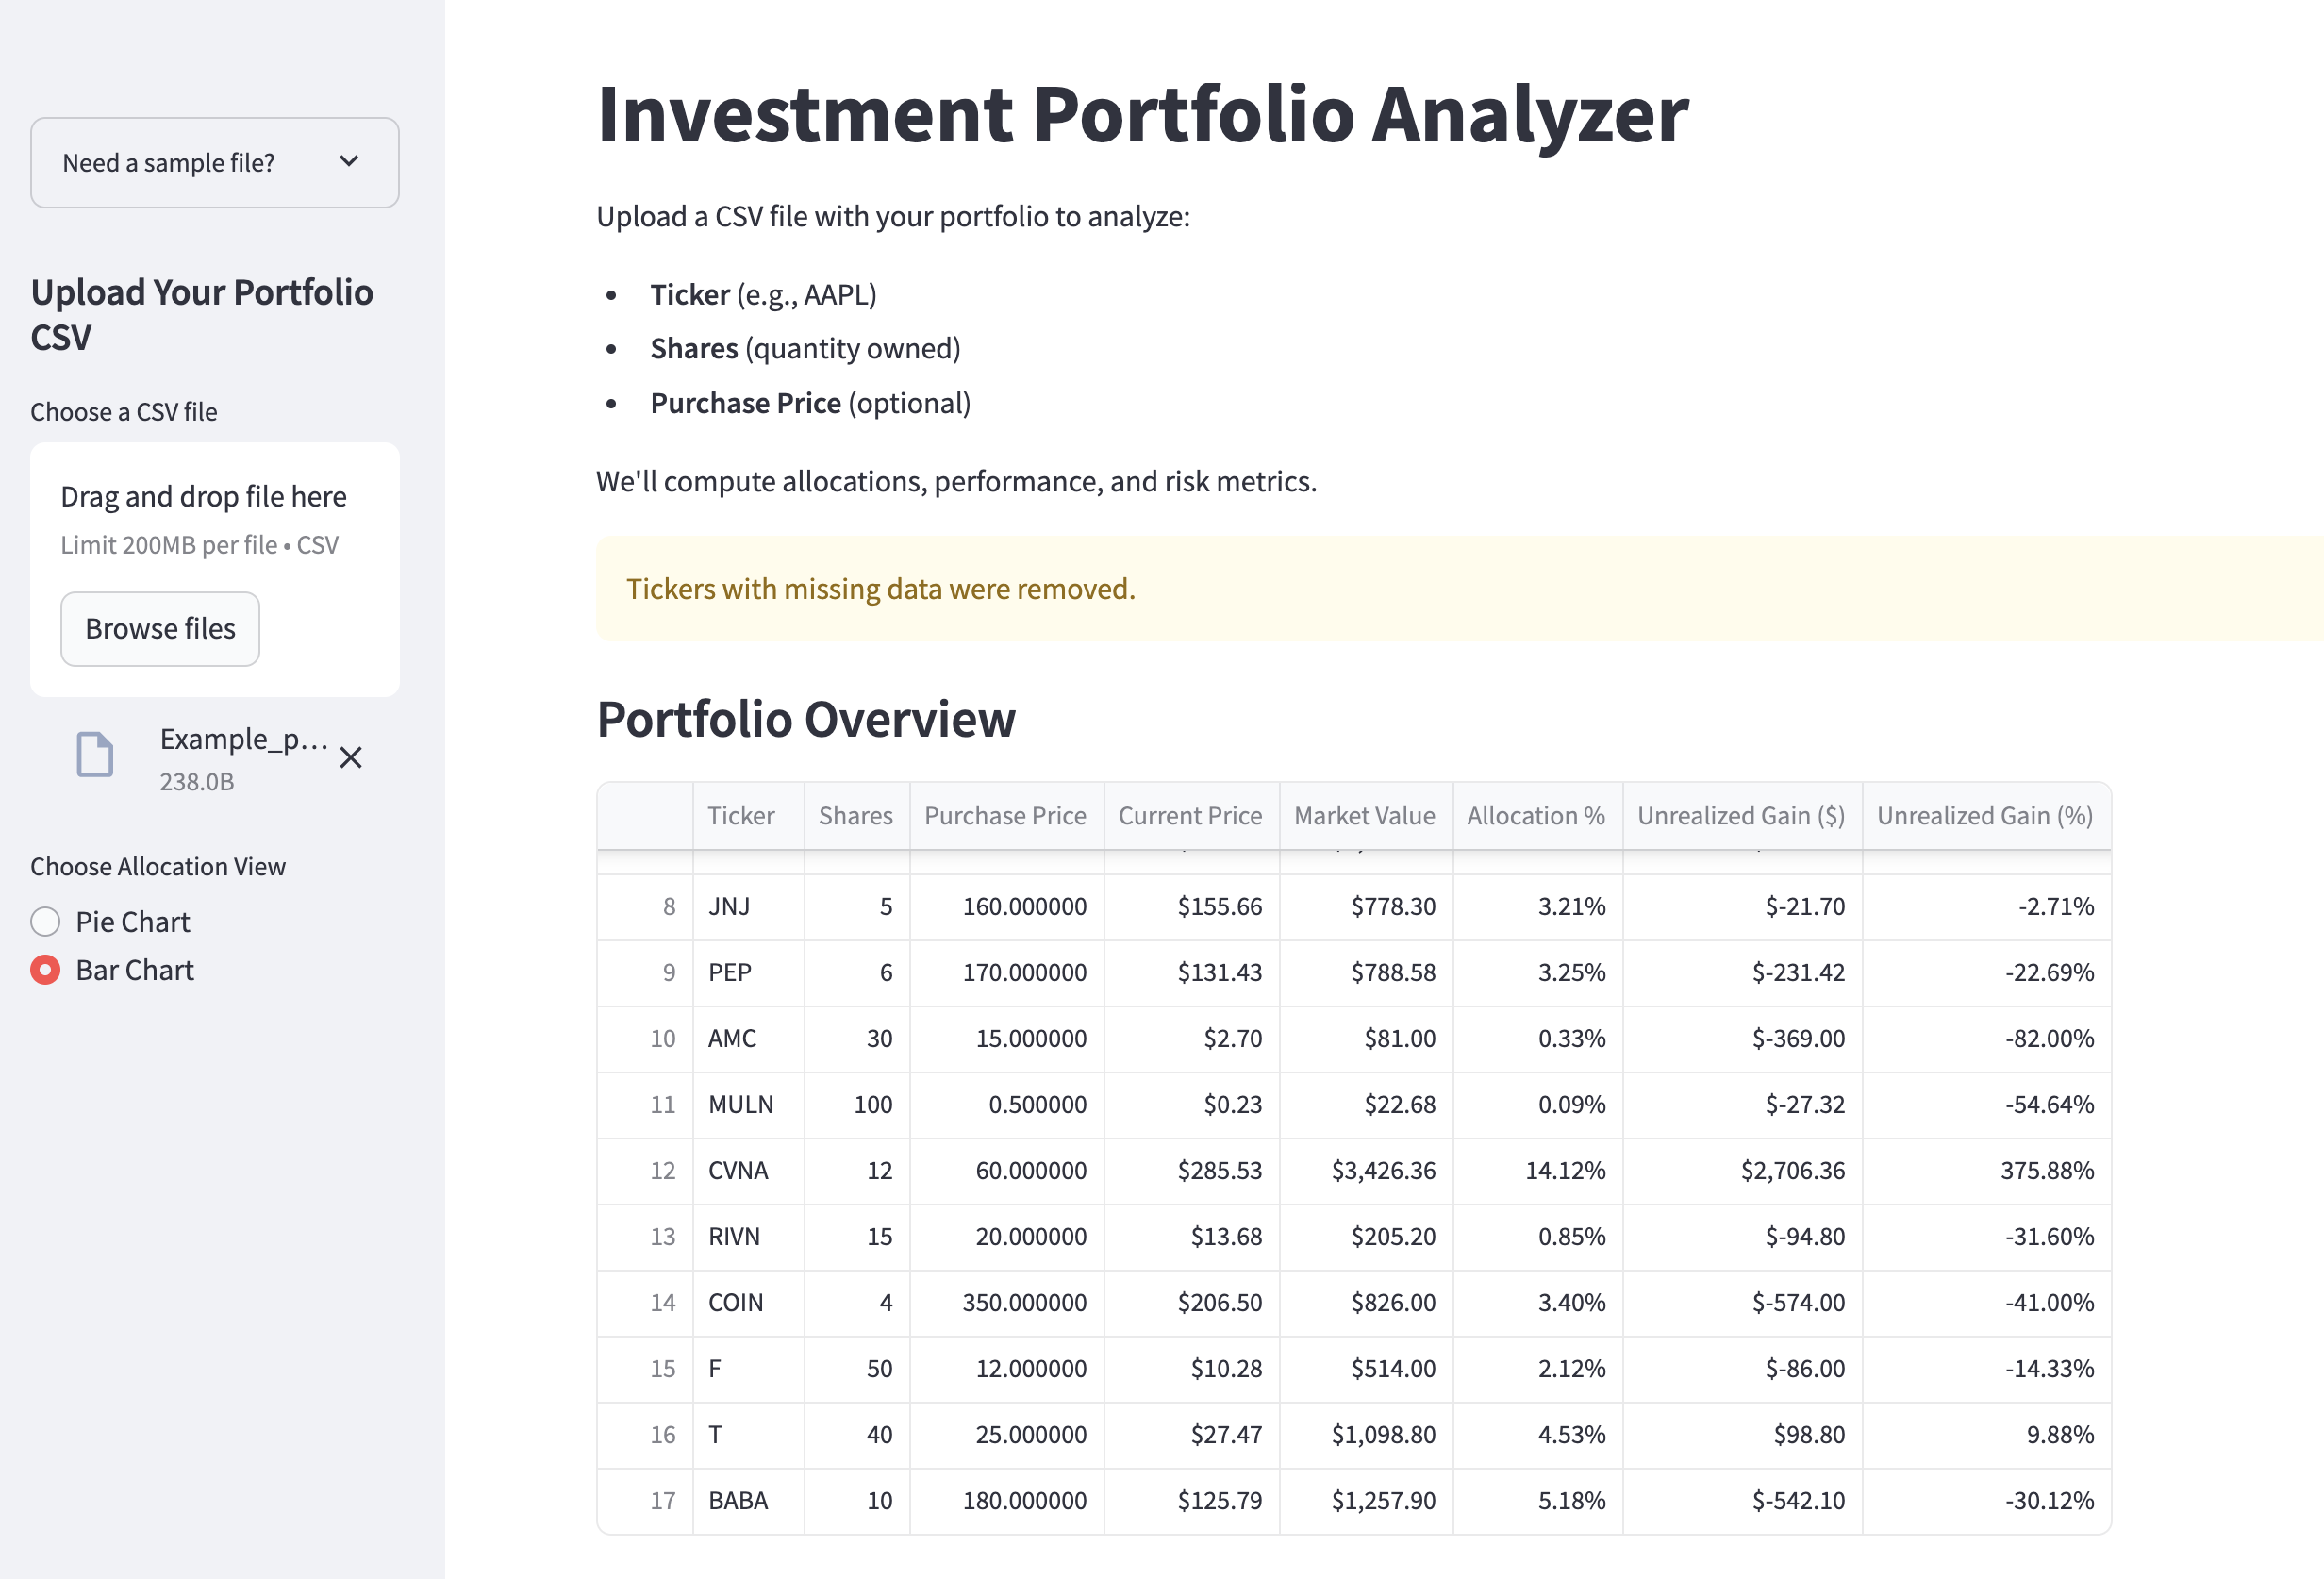 Need a sample file?
Upload Your Portfolio
CSV
Choose a CSV file
Drag and drop file here
Limit 200MB per file • CSV
Browse files
Example_p...
238.0B
Choose Allocation View
Pie Chart
Bar Chart
Investment Portfolio Analyzer
Upload a CSV file with your portfolio to analyze:
• Ticker (e.g., AAPL)
• Shares (quantity owned)
• Purchase Price (optional)
We'll compute allocations, performance, and risk metrics.
Tickers with missing data were removed.
Portfolio Overview
Ticker Shares Purchase Price Current Price Market Value Allocation % Unrealized Gain ($) Unrealized Gain (%)
8 JNJ 5 160.000000 $155.66 $778.30 3.21% $-21.70 -2.71%
9 PEP 6 170.000000 $131.43 $788.58 3.25% $-231.42 -22.69%
10 AMC 30 15.000000 $2.70 $81.00 0.33% $-369.00 -82.00%
11 MULN 100 0.500000 $0.23 $22.68 0.09% $-27.32 -54.64%
12 CVNA 12 60.000000 $285.53 $3,426.36 14.12% $2,706.36 375.88%
13 RIVN 15 20.000000 $13.68 $205.20 0.85% $-94.80 -31.60%
14 COIN 4 350.000000 $206.50 $826.00 3.40% $-574.00 -41.00%
15 F 50 12.000000 $10.28 $514.00 2.12% $-86.00 -14.33%
16 T 40 25.000000 $27.47 $1,098.80 4.53% $98.80 9.88%
17 BABA 10 180.000000 $125.79 $1,257.90 5.18% $-542.10 -30.12%